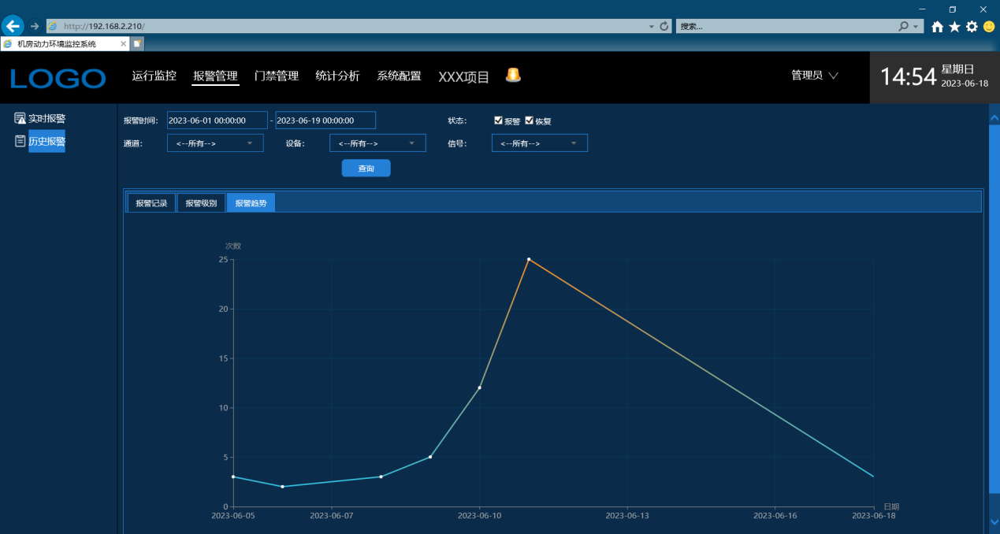 http://192.168.2.210/
搜索...
机房动力环境监控系统
LOGO
运行监控 报警管理 门禁管理 统计分析 系统配置 XXX项目
管理员
14:54
星期日
2023-06-18
实时报警
历史报警
报警时间: 2023-06-01 00:00:00 - 2023-06-19 00:00:00 状态: 报警 恢复
通道: <--所有--> 设备: <--所有--> 信号: <--所有-->
查询
报警记录 报警级别 报警趋势
次数
25
20
15
10
5
0
日期
2023-06-05 2023-06-07 2023-06-10 2023-06-13 2023-06-16 2023-06-18